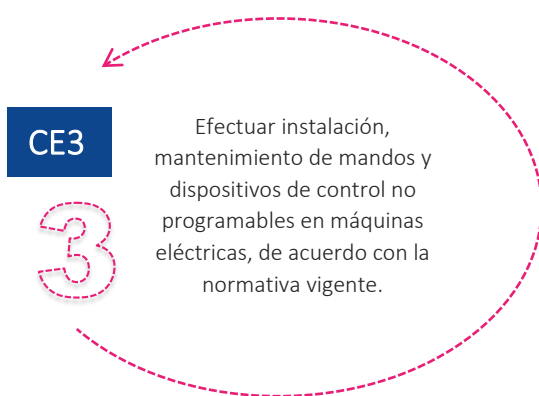 CE3
3
Efectuar instalación,
mantenimiento de mandos y
dispositivos de control no
programables en máquinas
eléctricas, de acuerdo con la
normativa vigente.